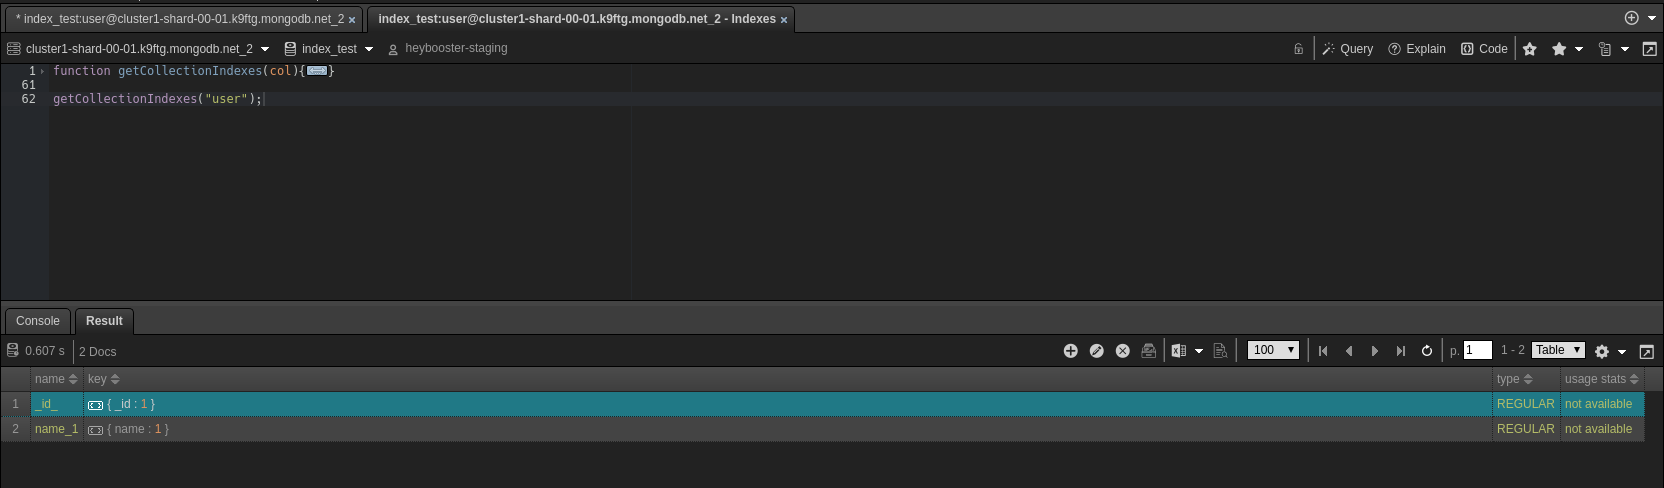 * index_test:user@cluster1-shard-00-01.k9ftg.mongodb.net_2 × index_test:user@cluster1-shard-00-01.k9ftg.mongodb.net_2 - Indexes ×
cluster1-shard-00-01.k9ftg.mongodb.net_2 index_test heybooster-staging Query Explain Code
1 function getCollectionIndexes(col){}
61
62 getCollectionIndexes("user");
Console Result
0.607 s 2 Docs 100 p. 1 1 - 2 Table
name key type usage stats
1 _id_ { _id : 1 } REGULAR not available
2 name_1 { name : 1 } REGULAR not available